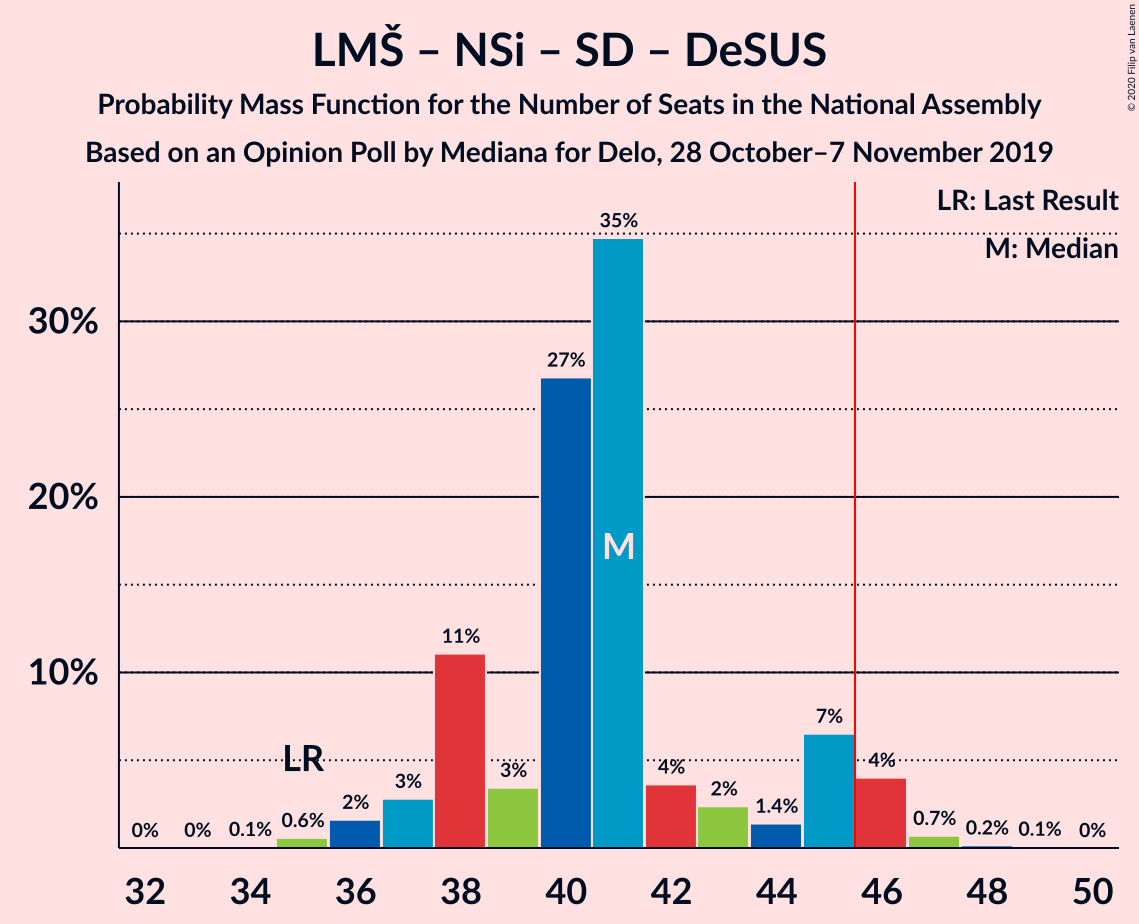 LMŠ – NSi – SD – DeSUS
Probability Mass Function for the Number of Seats in the National Assembly
Based on an Opinion Poll by Mediana for Delo, 28 October–7 November 2019
© 2020 Filip van Laenen
LR: Last Result
M: Median
30%
20%
10%
0%
0%
0.1%
0.6%
2%
3%
11%
3%
27%
35%
4%
2%
1.4%
7%
4%
0.7%
0.2%
0.1%
0%
LR
M
32 34 36 38 40 42 44 46 48 50